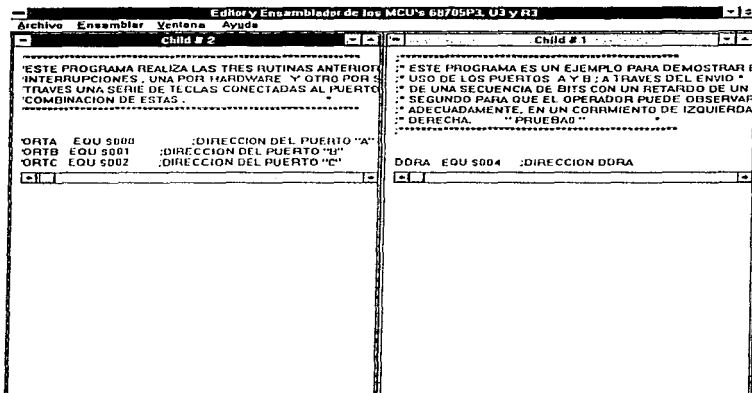 Editor y Ensamblador de los MCU's 68705P3, U3 y R3
Archivo Ensamblar Ventana Ayuda
Child # 2
'ESTE PROGRAMA REALIZA LAS TRES RUTINAS ANTERIOR
'INTERRUPCIONES , UNA POR HARDWARE Y OTRO POR S
'TRAVES UNA SERIE DE TECLAS CONECTADAS AL PUERTO
'COMBINACION DE ESTAS . *
'ORTA EQU $000 ;DIRECCION DEL PUERTO "A"
'ORTB EQU $001 ;DIRECCION DEL PUERTO "B"
'ORTC EQU $002 ;DIRECCION DEL PUERTO "C"
Child # 1
;* ESTE PROGRAMA ES UN EJEMPLO PARA DEMOSTRAR E
;* USO DE LOS PUERTOS A Y B ; A TRAVES DEL ENVIO *
;* DE UNA SECUENCIA DE BITS CON UN RETARDO DE UN
;* SEGUNDO PARA QUE EL OPERADOR PUEDE OBSERVAR
;* ADECUADAMENTE, EN UN CORRMIENTO DE IZQUIERDA
;* DERECHA. "PRUEBA0" *
DDRA EQU $004 ;DIRECCION DDRA